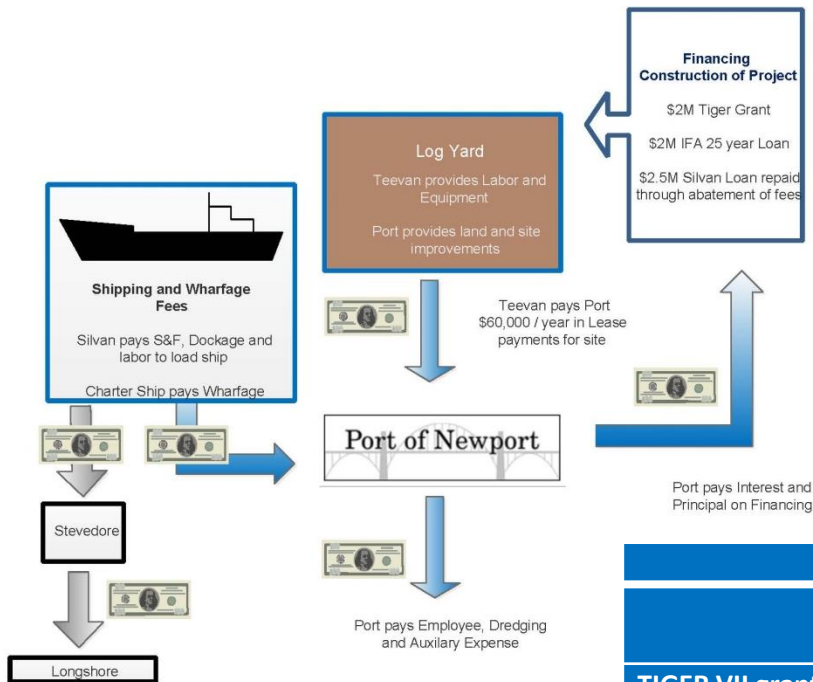 Financing
Construction of Project
$2M Tiger Grant
$2M IFA 25 year Loan
$2.5M Silvan Loan repaid
through abatement of fees
Log Yard
Teevan provides Labor and
Equipment
Port provides land and site
improvements
Shipping and Wharfage
Fees
Silvan pays S&F, Dockage and
labor to load ship
Charter Ship pays Wharfage
Teevan pays Port
$60,000 / year in Lease
payments for site
Port of Newport
Port pays Interest and
Principal on Financing
Stevedore
Port pays Employee, Dredging
and Auxilary Expense
Longshore
TIGER VII grant